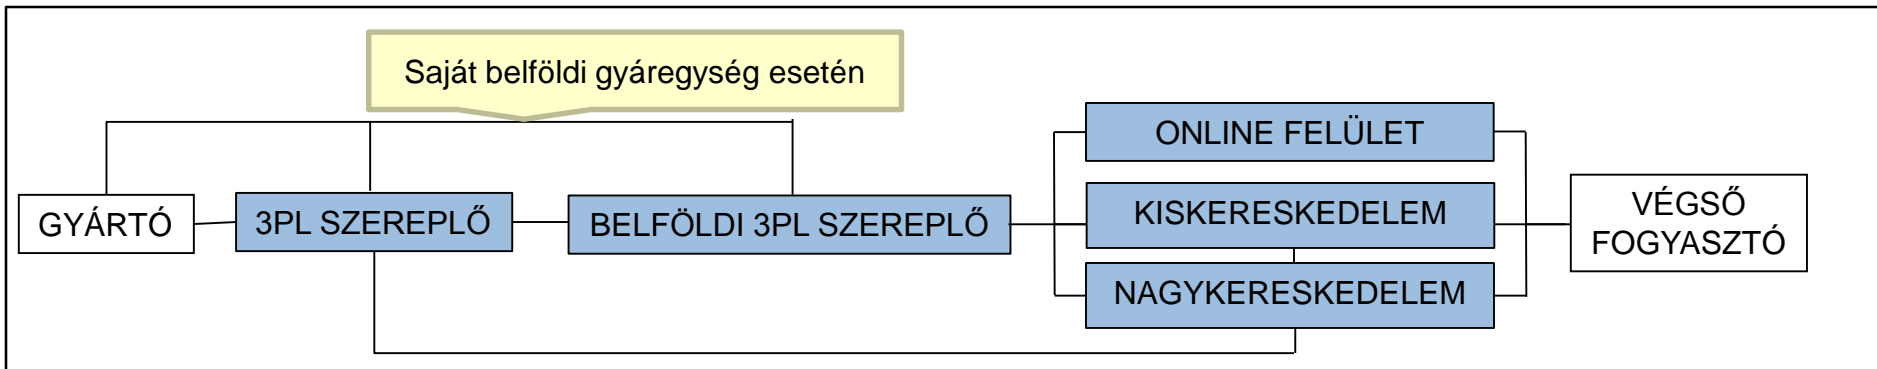 Saját belföldi gyáregység esetén
ONLINE FELÜLET
GYÁRTÓ
3PL SZEREPLŐ
BELFÖLDI 3PL SZEREPLŐ
KISKERESKEDELEM
NAGYKERESKEDELEM
VÉGSŐ
FOGYASZTÓ